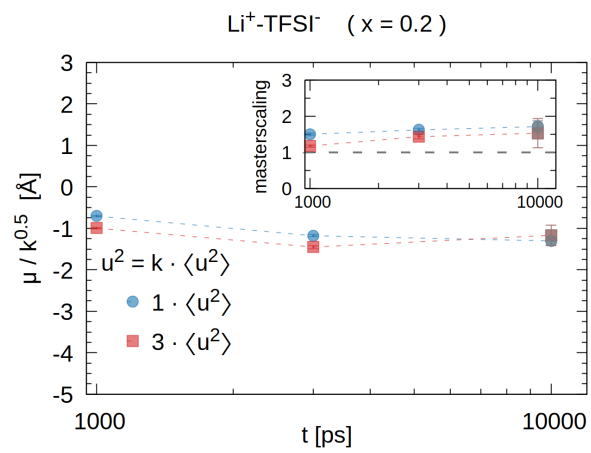 Li⁺-TFSI⁻ ( x = 0.2 )
3
2
1
0
-1
-2
-3
-4
-5
μ / k^0.5 [Å]
1000 10000
t [ps]
u² = k · ⟨u²⟩
1 · ⟨u²⟩
3 · ⟨u²⟩
masterscaling
3
2
1
0
1000 10000